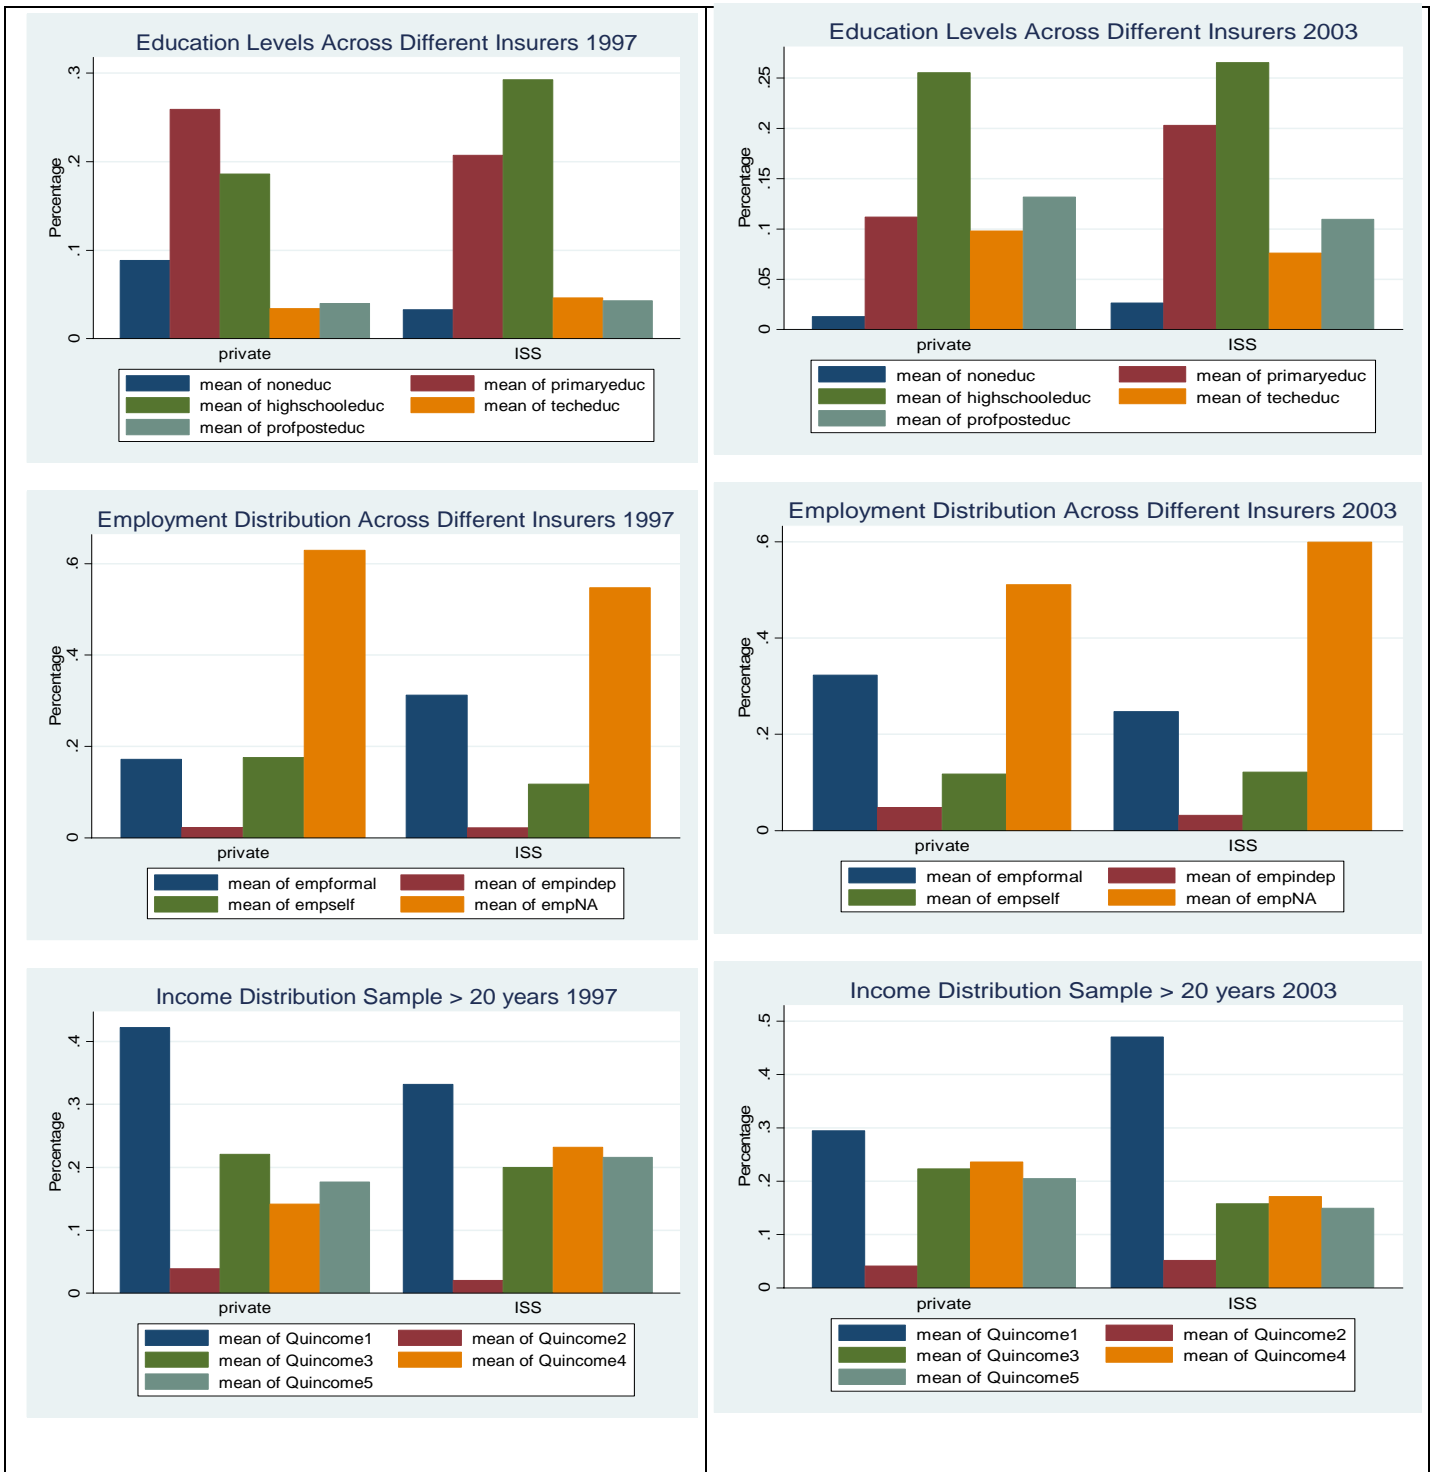 Education Levels Across Different Insurers 1997
Percentage
.3
.2
.1
0
private
ISS
mean of noneduc
mean of primaryeduc
mean of highschooleduc
mean of techeduc
mean of profposteduc
Education Levels Across Different Insurers 2003
Percentage
.25
.2
.15
.1
.05
0
private
ISS
mean of noneduc
mean of primaryeduc
mean of highschooleduc
mean of techeduc
mean of profposteduc
Employment Distribution Across Different Insurers 1997
Percentage
.6
.4
.2
0
private
ISS
mean of empformal
mean of empindep
mean of empself
mean of empNA
Employment Distribution Across Different Insurers 2003
Percentage
.6
.4
.2
0
private
ISS
mean of empformal
mean of empindep
mean of empself
mean of empNA
Income Distribution Sample > 20 years 1997
Percentage
.4
.3
.2
.1
0
private
ISS
mean of Quincome1
mean of Quincome2
mean of Quincome3
mean of Quincome4
mean of Quincome5
Income Distribution Sample > 20 years 2003
Percentage
.5
.4
.3
.2
.1
0
private
ISS
mean of Quincome1
mean of Quincome2
mean of Quincome3
mean of Quincome4
mean of Quincome5